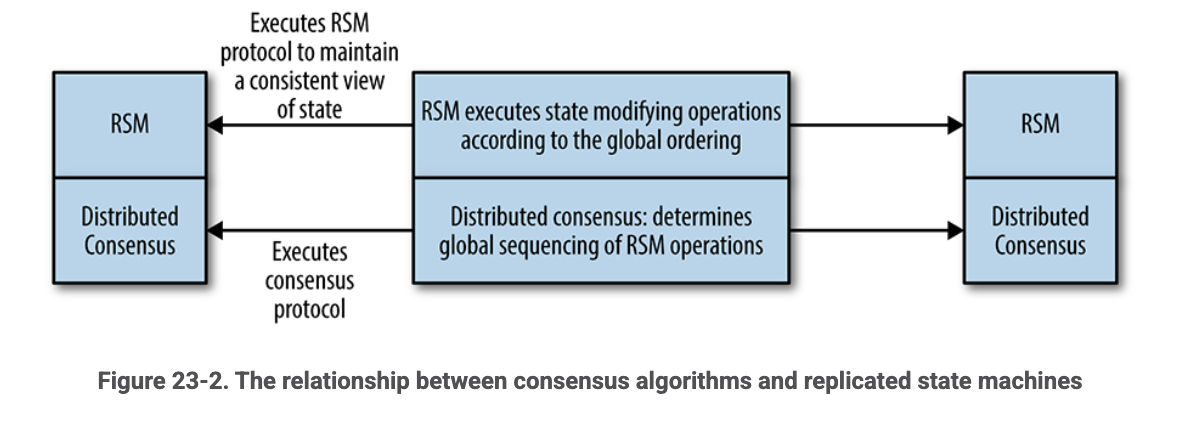 Executes RSM
protocol to maintain
a consistent view
of state
RSM
RSM executes state modifying operations
according to the global ordering
RSM
Distributed
Consensus
Distributed consensus: determines
global sequencing of RSM operations
Distributed
Consensus
Executes
consensus
protocol
Figure 23-2. The relationship between consensus algorithms and replicated state machines